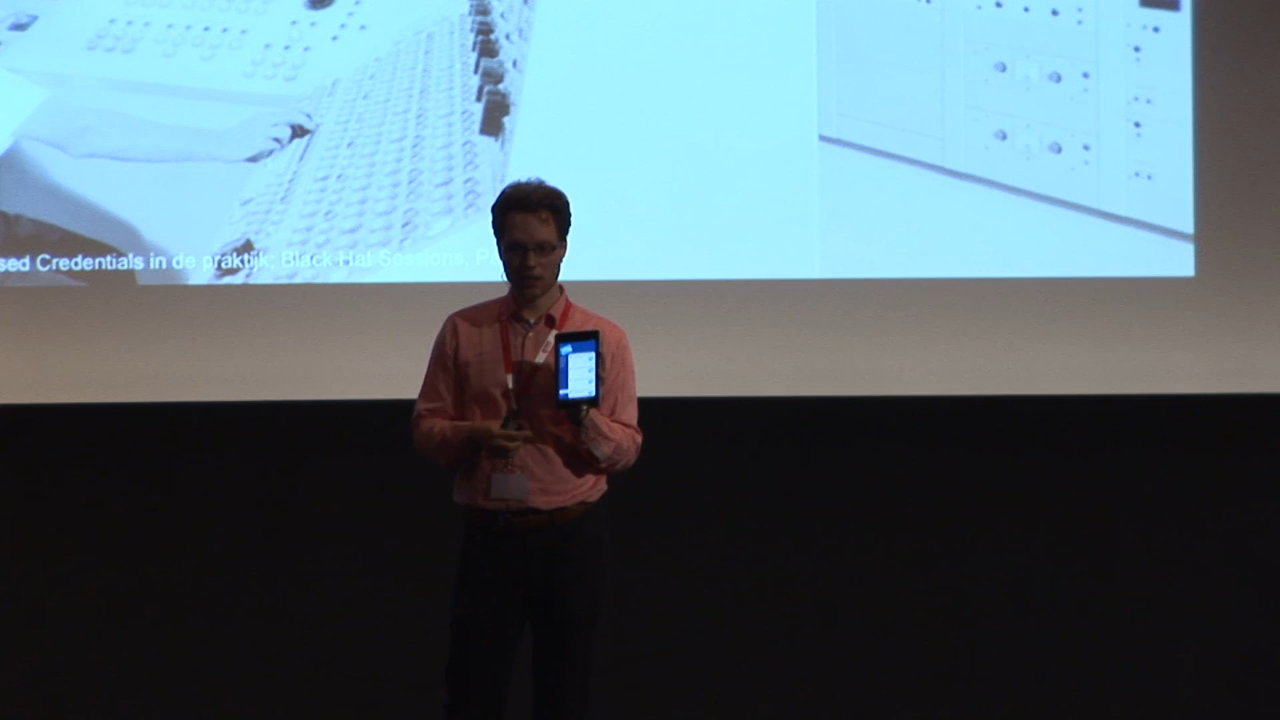 sed Credentials in de praktijk: Black Hat Sessions, P